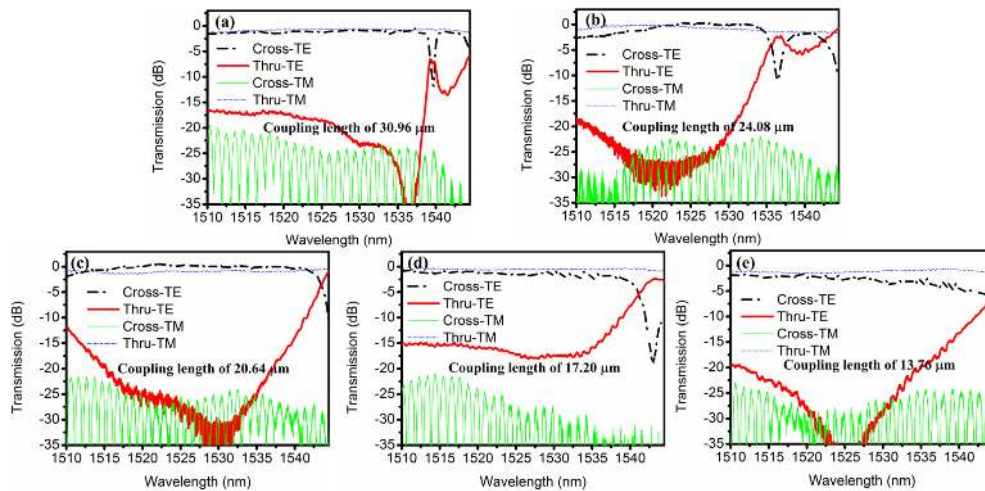 (a)
0
-5
-10
-15
-20
-25
-30
-35
Transmission (dB)
Cross-TE
Thru-TE
Cross-TM
Thru-TM
Coupling length of 30.96 μm
1510 1515 1520 1525 1530 1535 1540
Wavelength (nm)
(b)
0
-5
-10
-15
-20
-25
-30
-35
Transmission (dB)
Cross-TE
Thru-TE
Cross-TM
Thru-TM
Coupling length of 24.08 μm
1510 1515 1520 1525 1530 1535 1540
Wavelength (nm)
(c)
0
-5
-10
-15
-20
-25
-30
-35
Transmission (dB)
Cross-TE
Thru-TE
Cross-TM
Thru-TM
Coupling length of 20.64 μm
1510 1515 1520 1525 1530 1535 1540
Wavelength (nm)
(d)
0
-5
-10
-15
-20
-25
-30
-35
Transmission (dB)
Cross-TE
Thru-TE
Cross-TM
Thru-TM
Coupling length of 17.20 μm
1510 1515 1520 1525 1530 1535 1540
Wavelength (nm)
(e)
0
-5
-10
-15
-20
-25
-30
-35
Transmission (dB)
Cross-TE
Thru-TE
Cross-TM
Thru-TM
Coupling length of 13.76 μm
1510 1515 1520 1525 1530 1535 1540
Wavelength (nm)